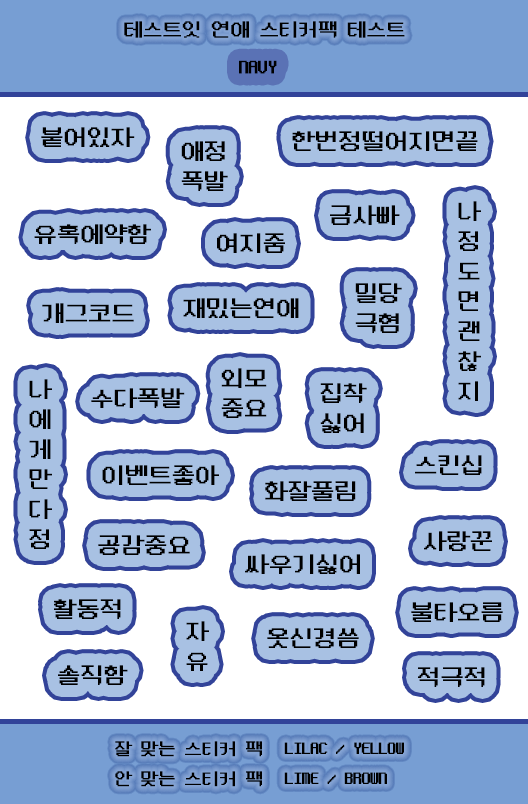 테스트잇 연애 스티커팩 테스트
NAVY
붙어있자
애정
폭발
한번정떨어지면끝
유혹에약함
여지줌
금사빠
나
정
도
면
괜
찮
지
개그코드
재밌는연애
밀당
극혐
나
에
게
만
다
정
수다폭발
외모
중요
집착
싫어
이벤트좋아
화잘풀림
스킨십
공감중요
싸우기싫어
사랑꾼
활동적
자
유
웃신경씀
불타오름
솔직함
적극적
잘 맞는 스티커 팩 LILAC / YELLOW
안 맞는 스티커 팩 LIME / BROWN